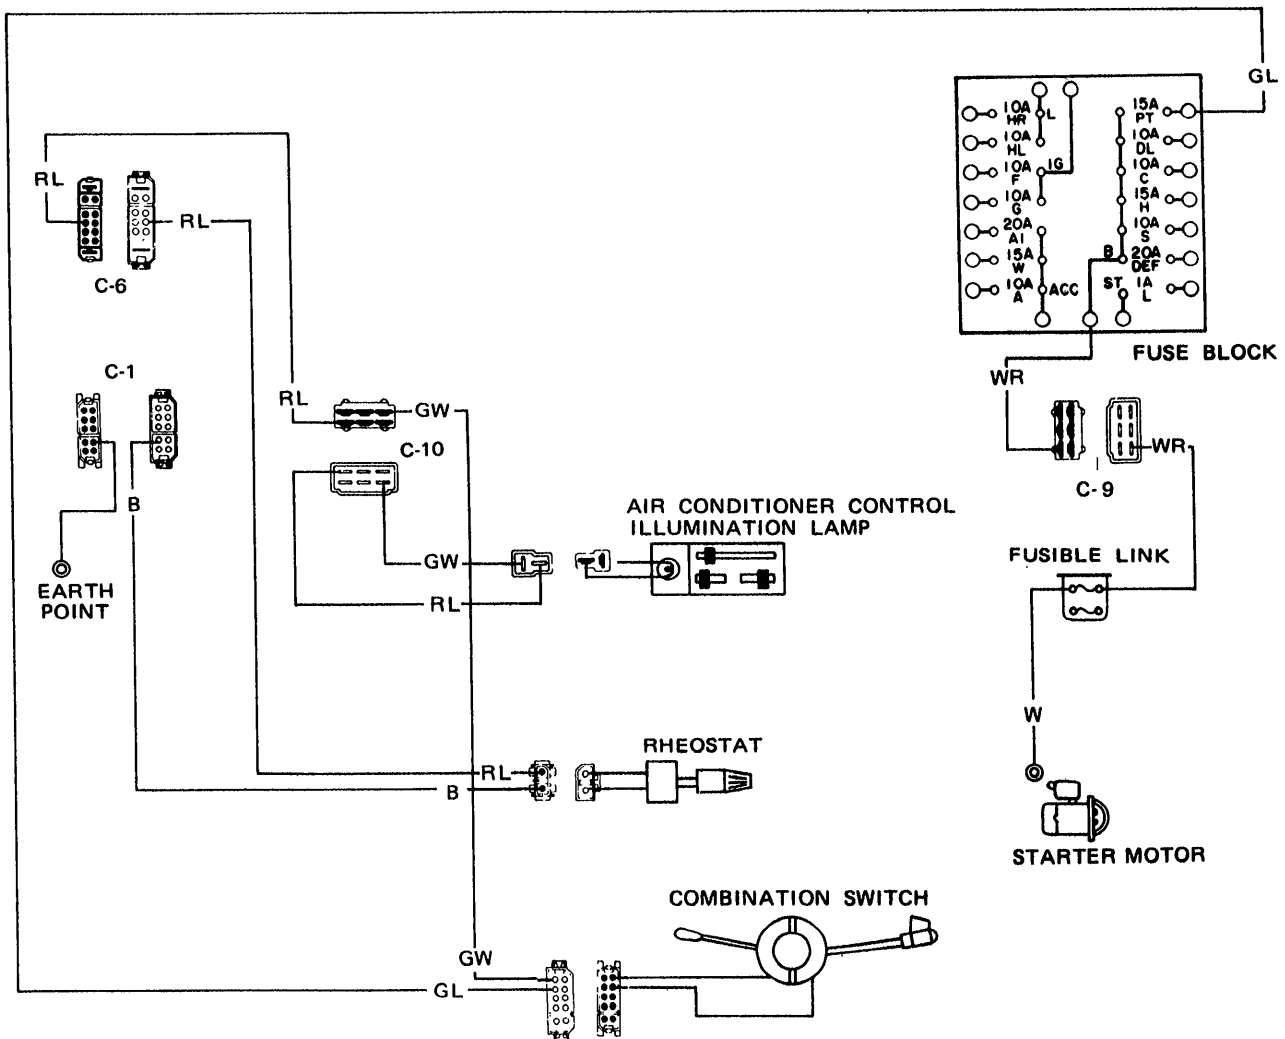 GL
10A
HR
L
15A
PT
10A
HL
10A
DL
10A
F
IG
10A
C
10A
G
15A
H
20A
AI
10A
S
15A
W
B
20A
DEF
10A
A
ACC
ST
1A
L
FUSE BLOCK
RL
RL
C-6
C-1
WR
RL
GW
C-10
WR
C-9
B
AIR CONDITIONER CONTROL
ILLUMINATION LAMP
GW
FUSIBLE LINK
EARTH
POINT
RL
W
RHEOSTAT
RL
B
STARTER MOTOR
COMBINATION SWITCH
GW
GL